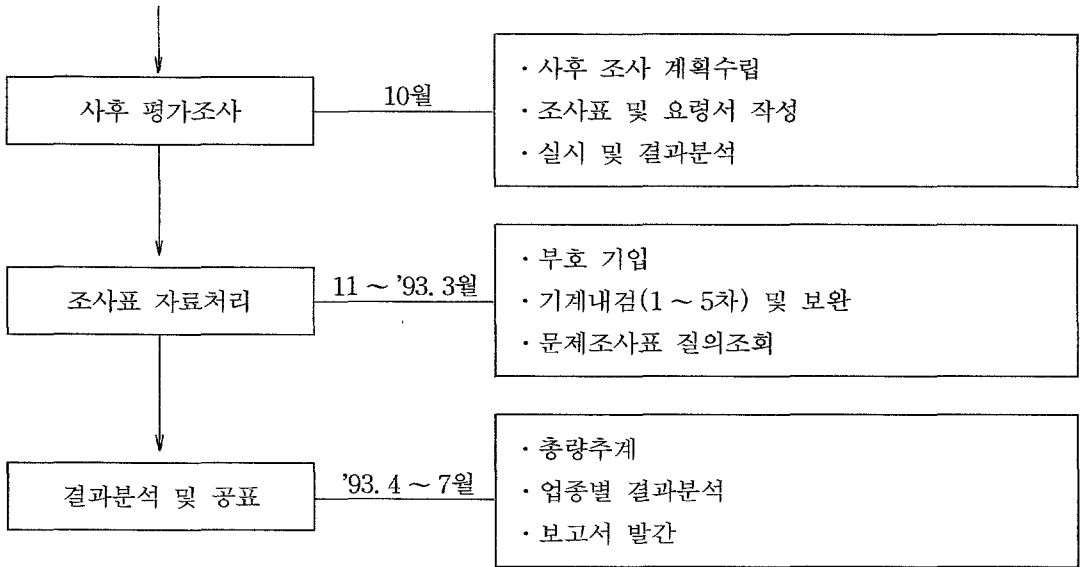 사후 평가조사
10월
· 사후 조사 계획수립
· 조사표 및 요령서 작성
· 실시 및 결과분석
조사표 자료처리
11 ~ '93. 3월
· 부호 기입
· 기계내검(1 ~ 5차) 및 보완
· 문제조사표 질의조회
결과분석 및 공표
'93. 4 ~ 7월
· 총량추계
· 업종별 결과분석
· 보고서 발간